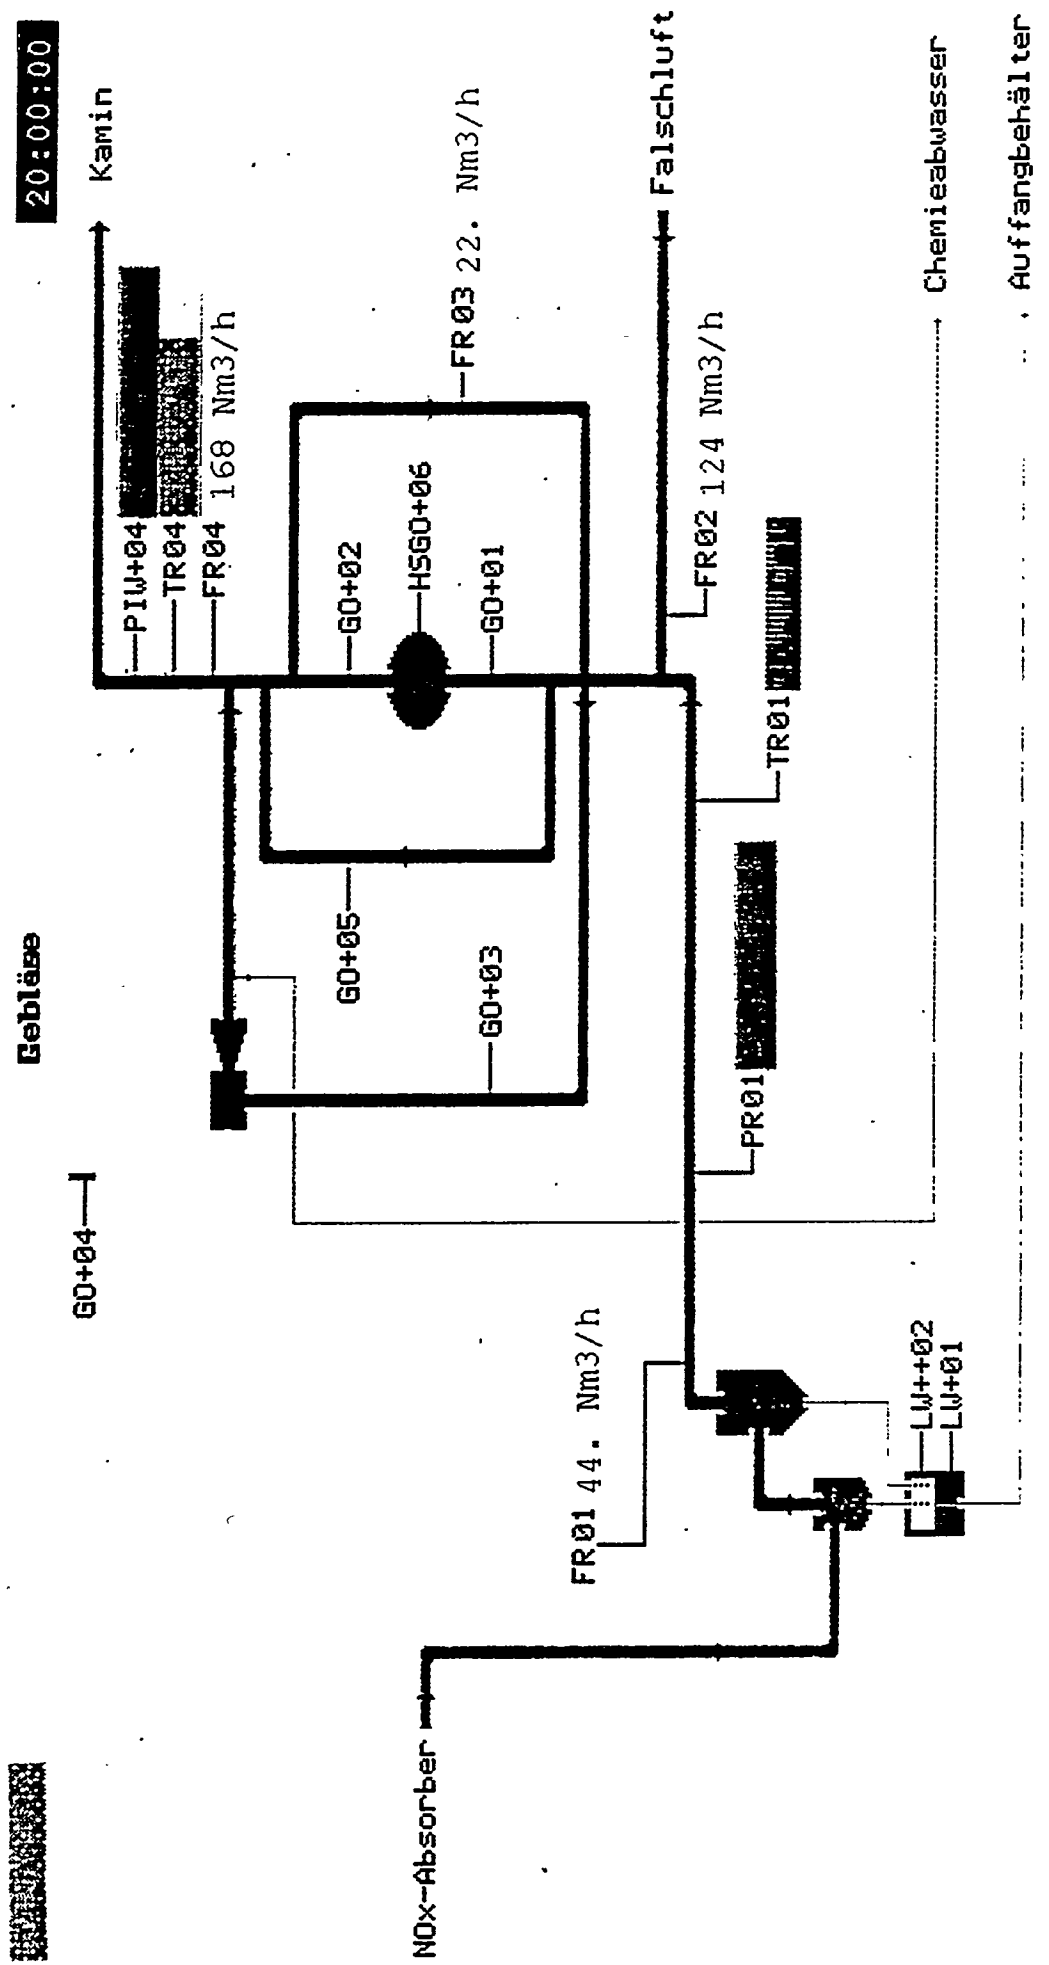 Gebläse
20:00:00
GO+04
Kamin
PIW+04
TR04
FR04 168 Nm3/h
GO+05
GO+02
FR03 22. Nm3/h
HSGO+06
NOx-Absorber
GO+03
GO+01
FR01 44. Nm3/h
Falschluft
FR02 124 Nm3/h
PR01
TR01
LW++02
LW+01
Chemieabwasser
Auffangbehälter